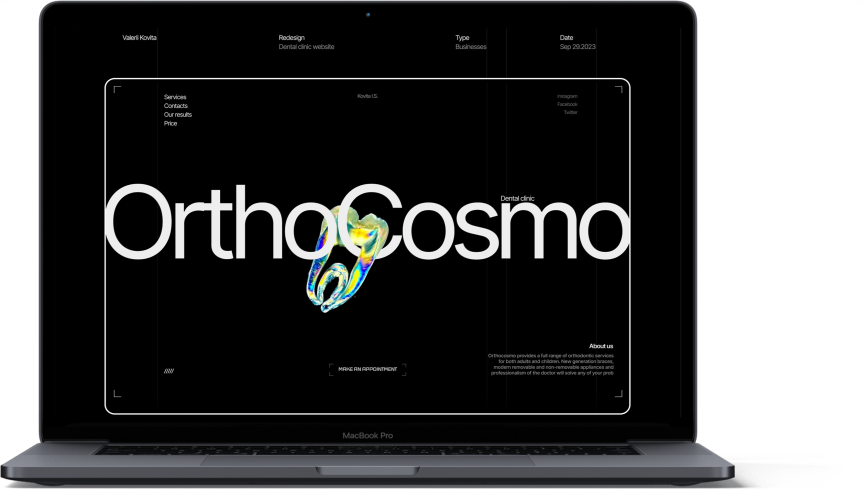 Valerii Kovita
Redesign
Dental clinic website
Type
Businesses
Date
Sep 29.2023
Services
Contacts
Our results
Price
Kovita I.S.
Instagram
Facebook
Twitter
OrthoCosmo
Dental clinic
About us
Orthocosmo provides a full range of orthodontic services
for both adults and children. New generation braces,
modern removable and non-removable appliances and
professionalism of the doctor will solve any of your prob
/////
MAKE AN APPOINTMENT
MacBook Pro